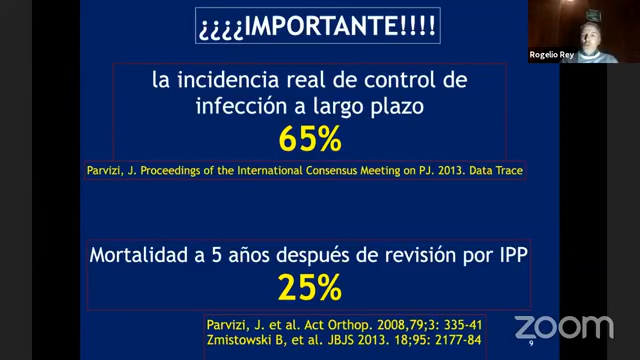 ¡¡¡¡IMPORTANTE!!!!
Rogelio Rey
la incidencia real de control de
infección a largo plazo
65%
Parvizi, J. Proceedings of the International Consensus Meeting on PJ. 2013. Data Trace
Mortalidad a 5 años después de revisión por IPP
25%
Parvizi, J. et al. Act Orthop. 2008,79;3: 335-41
Zmistowski B, et al. JBJS 2013. 18;95: 2177-84
zoom
9